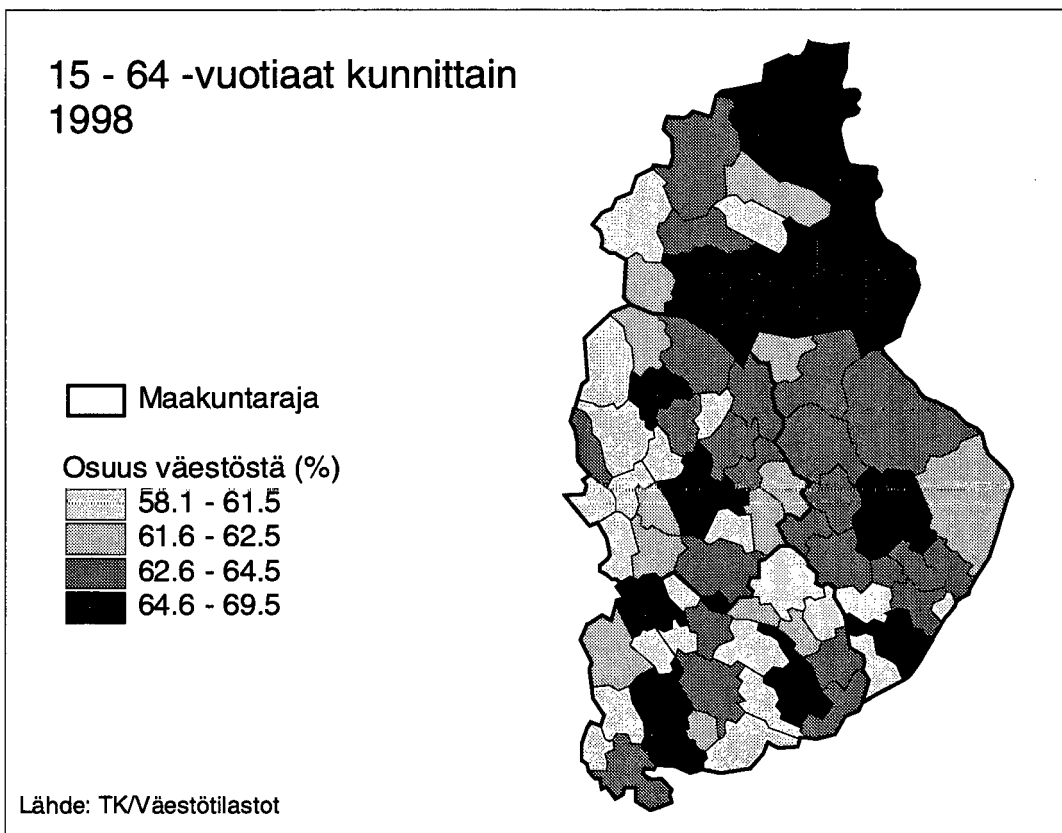 15 - 64 -vuotiaat kunnittain
1998
Maakuntaraja
Osuus väestöstä (%)
58.1 - 61.5
61.6 - 62.5
62.6 - 64.5
64.6 - 69.5
Lähde: TK/Väestötilastot